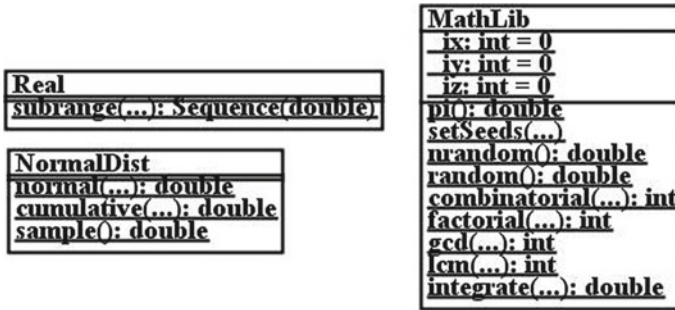 Real
subrange(...): Sequence(double)
NormalDist
normal(...): double
cumulative(...): double
sample(): double
MathLib
ix: int = 0
iy: int = 0
iz: int = 0
pi(): double
setSeeds(...)
nrandom(): double
random(): double
combinatorial(...): int
factorial(...): int
gcd(...): int
lcm(...): int
integrate(...): double